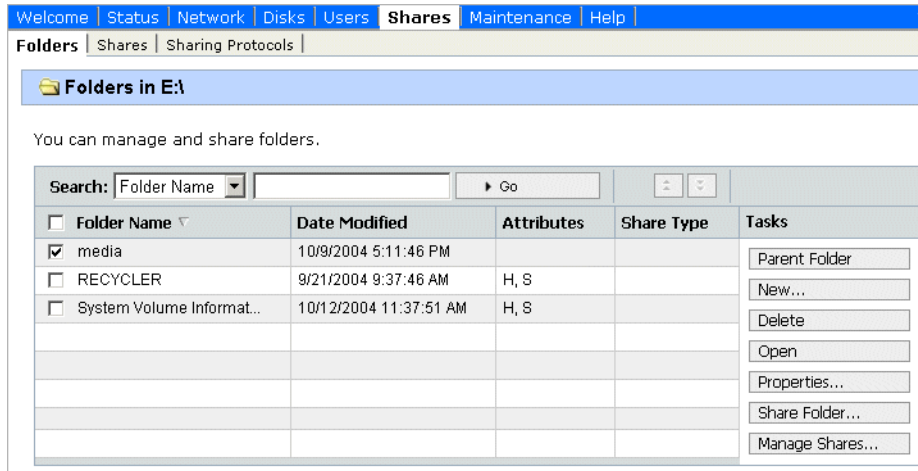 Welcome Status Network Disks Users Shares Maintenance Help
Folders Shares Sharing Protocols
Folders in E:\
You can manage and share folders.
Search: Folder Name Go
Folder Name Date Modified Attributes Share Type Tasks
media 10/9/2004 5:11:46 PM
Parent Folder
RECYCLER 9/21/2004 9:37:46 AM H, S
New...
System Volume Informat... 10/12/2004 11:37:51 AM H, S
Delete
Open
Properties...
Share Folder...
Manage Shares...